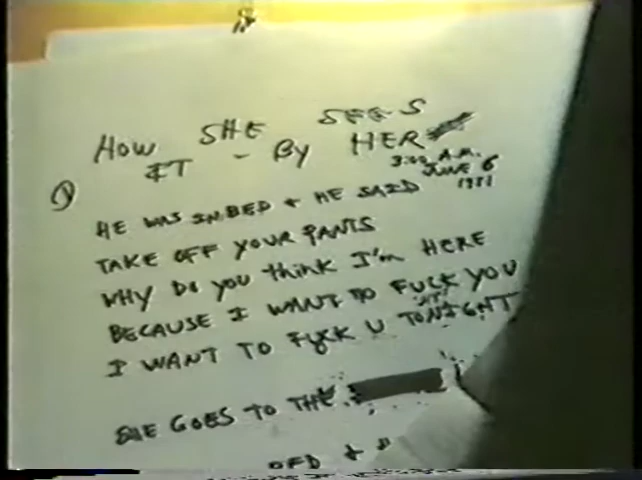 HOW SHE SEES
IT - BY HER
3:00 A.M.
JUNE 6
1981
HE WAS IN BED + HE SAID
TAKE OFF YOUR PANTS
WHY DO YOU think I'm HERE
BECAUSE I WANT TO FUCK YOU
I WANT TO FUCK U TONIGHT
SHE GOES TO THE